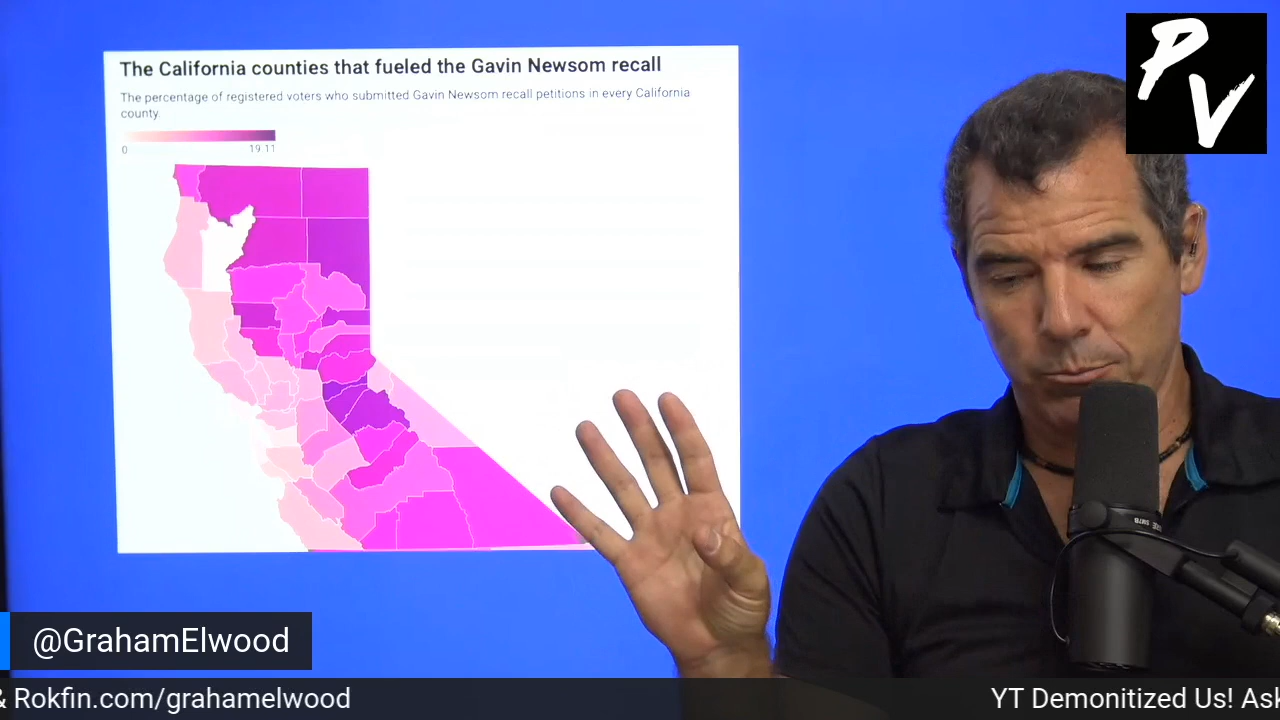 The California counties that fueled the Gavin Newsom recall
The percentage of registered voters who submitted Gavin Newsom recall petitions in every California
county.
0 19.11
PV
@GrahamElwood
& Rokfin.com/grahamelwood
YT Demonitized Us! Ask